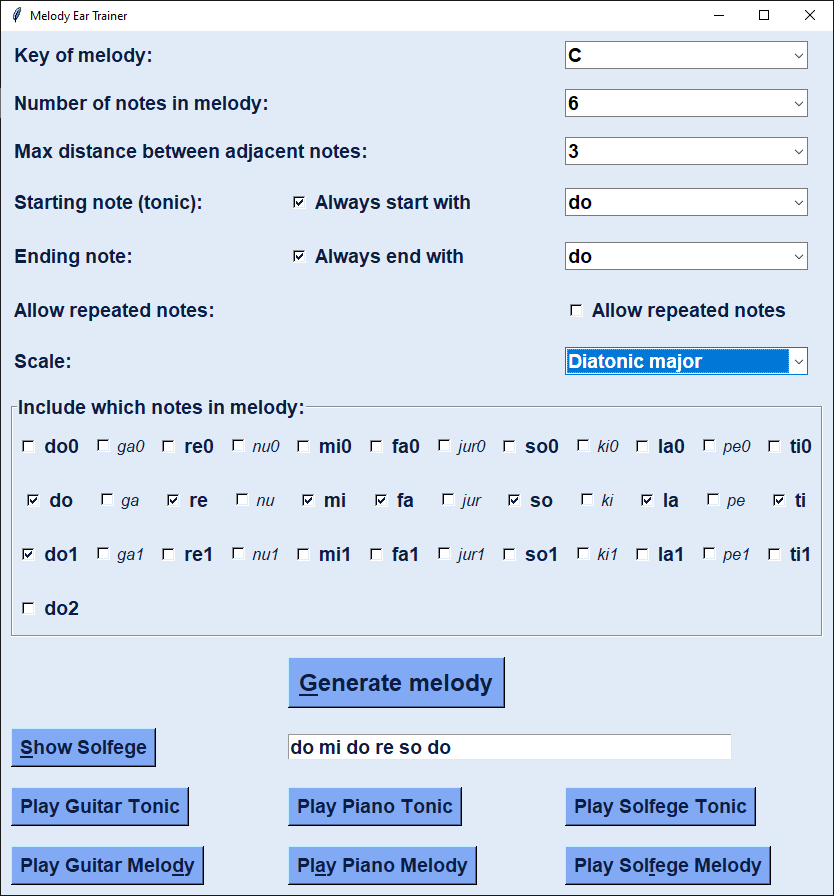 Melody Ear Trainer
Key of melody: C
Number of notes in melody: 6
Max distance between adjacent notes: 3
Starting note (tonic): Always start with do
Ending note: Always end with do
Allow repeated notes: Allow repeated notes
Scale: Diatonic major
Include which notes in melody:
do0 ga0 re0 nu0 mi0 fa0 jur0 so0 ki0 la0 pe0 ti0
do ga re nu mi fa jur so ki la pe ti
do1 ga1 re1 nu1 mi1 fa1 jur1 so1 ki1 la1 pe1 ti1
do2
Generate melody
Show Solfege do mi do re so do
Play Guitar Tonic Play Piano Tonic Play Solfege Tonic
Play Guitar Melody Play Piano Melody Play Solfege Melody